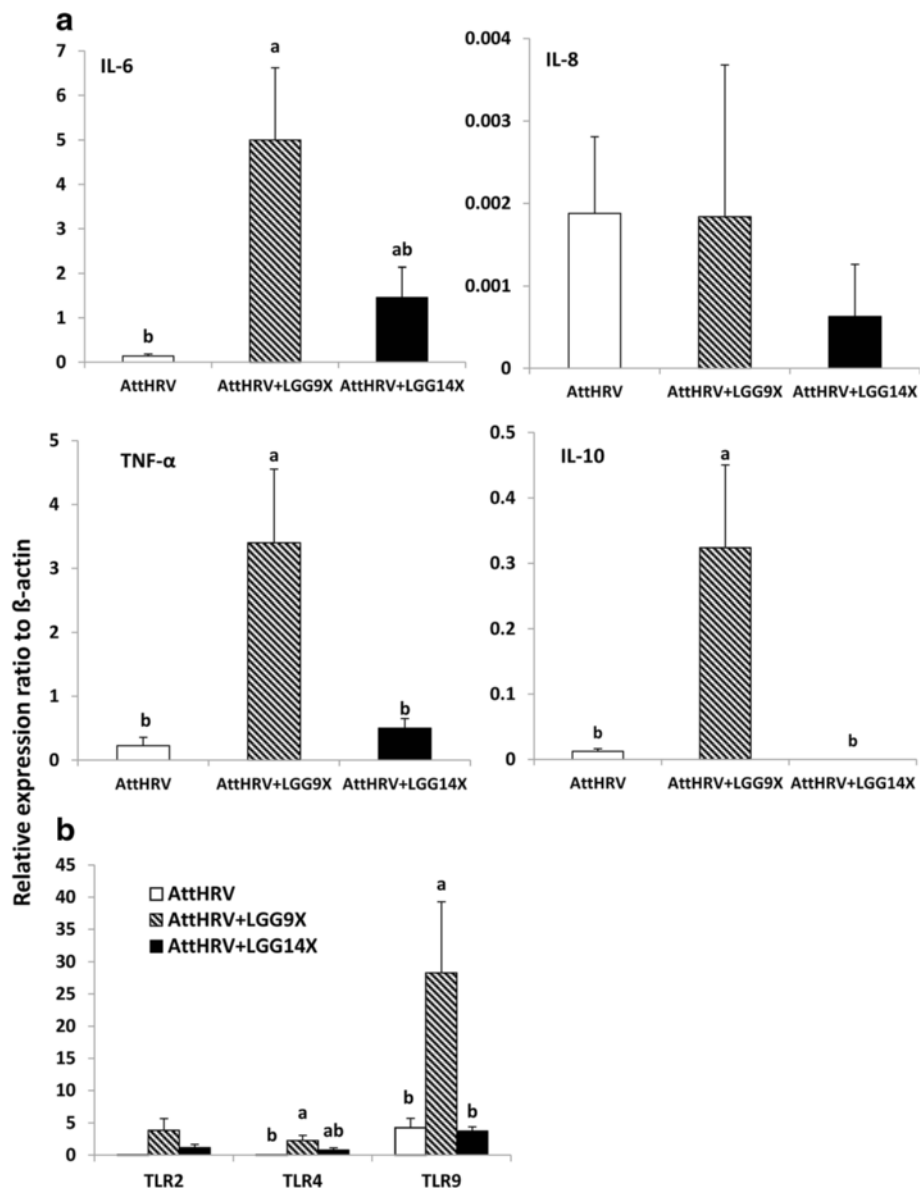 a
IL-6
a
b
ab
7
6
5
4
3
2
1
0
AttHRV AttHRV+LGG9X AttHRV+LGG14X
IL-8
0.004
0.003
0.002
0.001
0
AttHRV AttHRV+LGG9X AttHRV+LGG14X
TNF-α
a
b
b
5
4
3
2
1
0
AttHRV AttHRV+LGG9X AttHRV+LGG14X
IL-10
a
b
b
0.5
0.4
0.3
0.2
0.1
0
AttHRV AttHRV+LGG9X AttHRV+LGG14X
Relative expression ratio to ß-actin
b
45
40
35
30
25
20
15
10
5
0
AttHRV
AttHRV+LGG9X
AttHRV+LGG14X
b a ab
b a b
TLR2 TLR4 TLR9